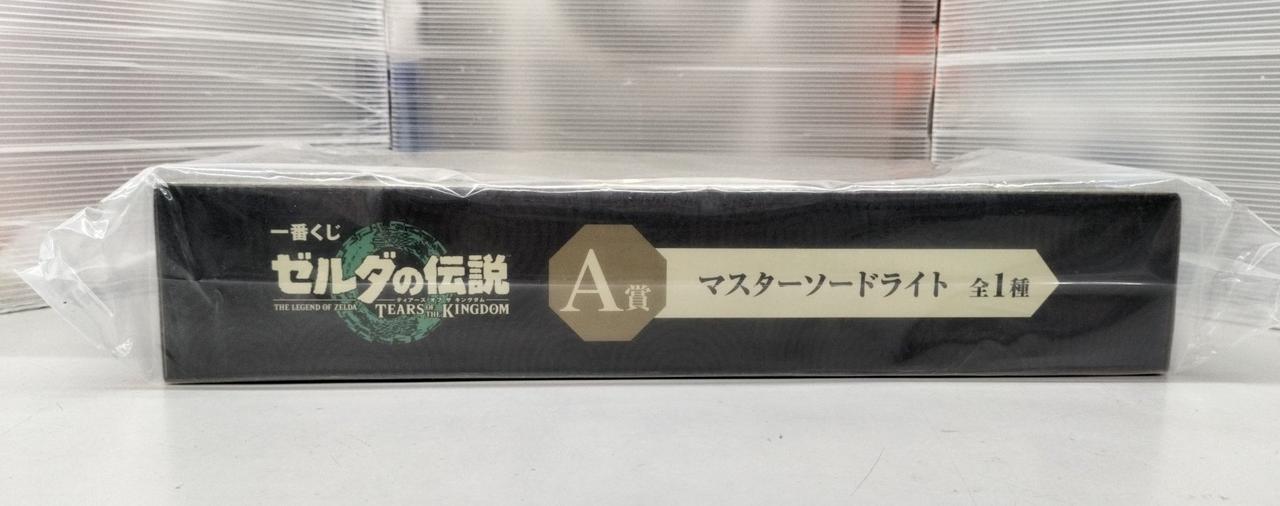 一番くじ
ゼルダの伝説
ティアーズ オブ ザ キングダム
THE LEGEND OF ZELDA
TEARS OF THE KINGDOM
A賞
マスターソードライト 全1種